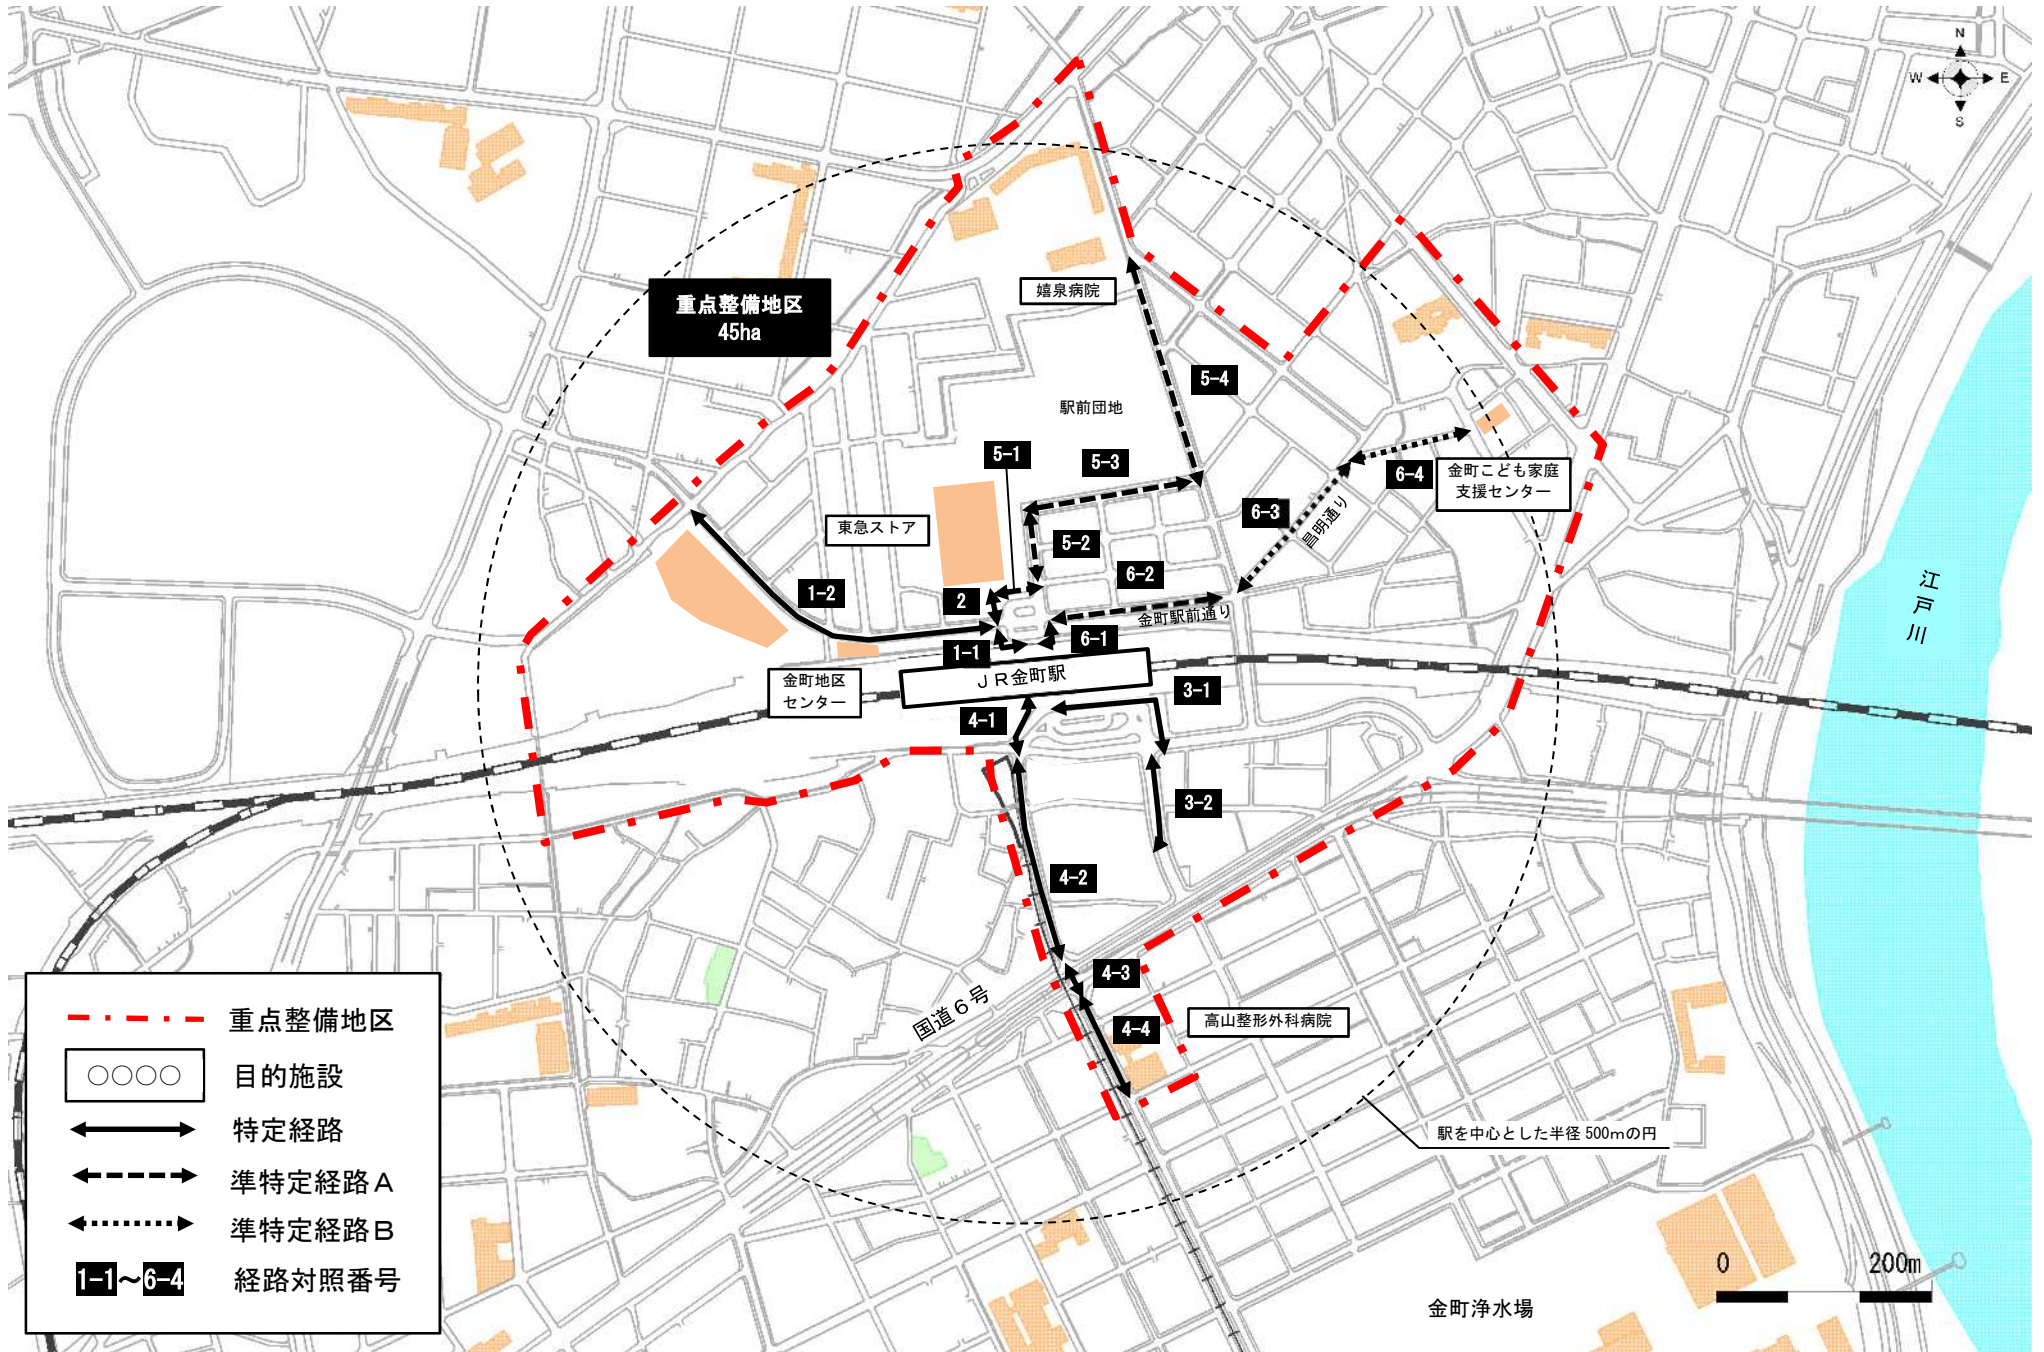 N
W E
S
嬉泉病院
重点整備地区
45ha
5-4
駅前団地
5-1
5-3
6-4
金町こども家庭
支援センター
6-3
昌明通り
東急ストア
5-2
6-2
1-2
2
金町駅前通り
江戸川
1-1
6-1
JR金町駅
金町地区
センター
3-1
4-1
3-2
4-2
4-3
国道6号
高山整形外科病院
4-4
重点整備地区
○○○○ 目的施設
特定経路
準特定経路A
準特定経路B
1-1～6-4 経路対照番号
駅を中心とした半径500mの円
0 200m
金町浄水場